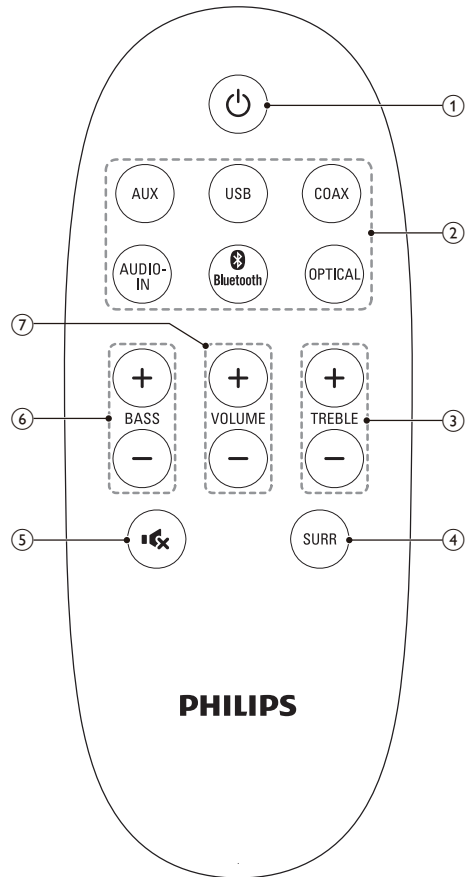 ①
AUX USB COAX
②
AUDIO-
IN
Bluetooth
OPTICAL
⑦
⑥ BASS VOLUME TREBLE ③
⑤ SURR ④
PHILIPS